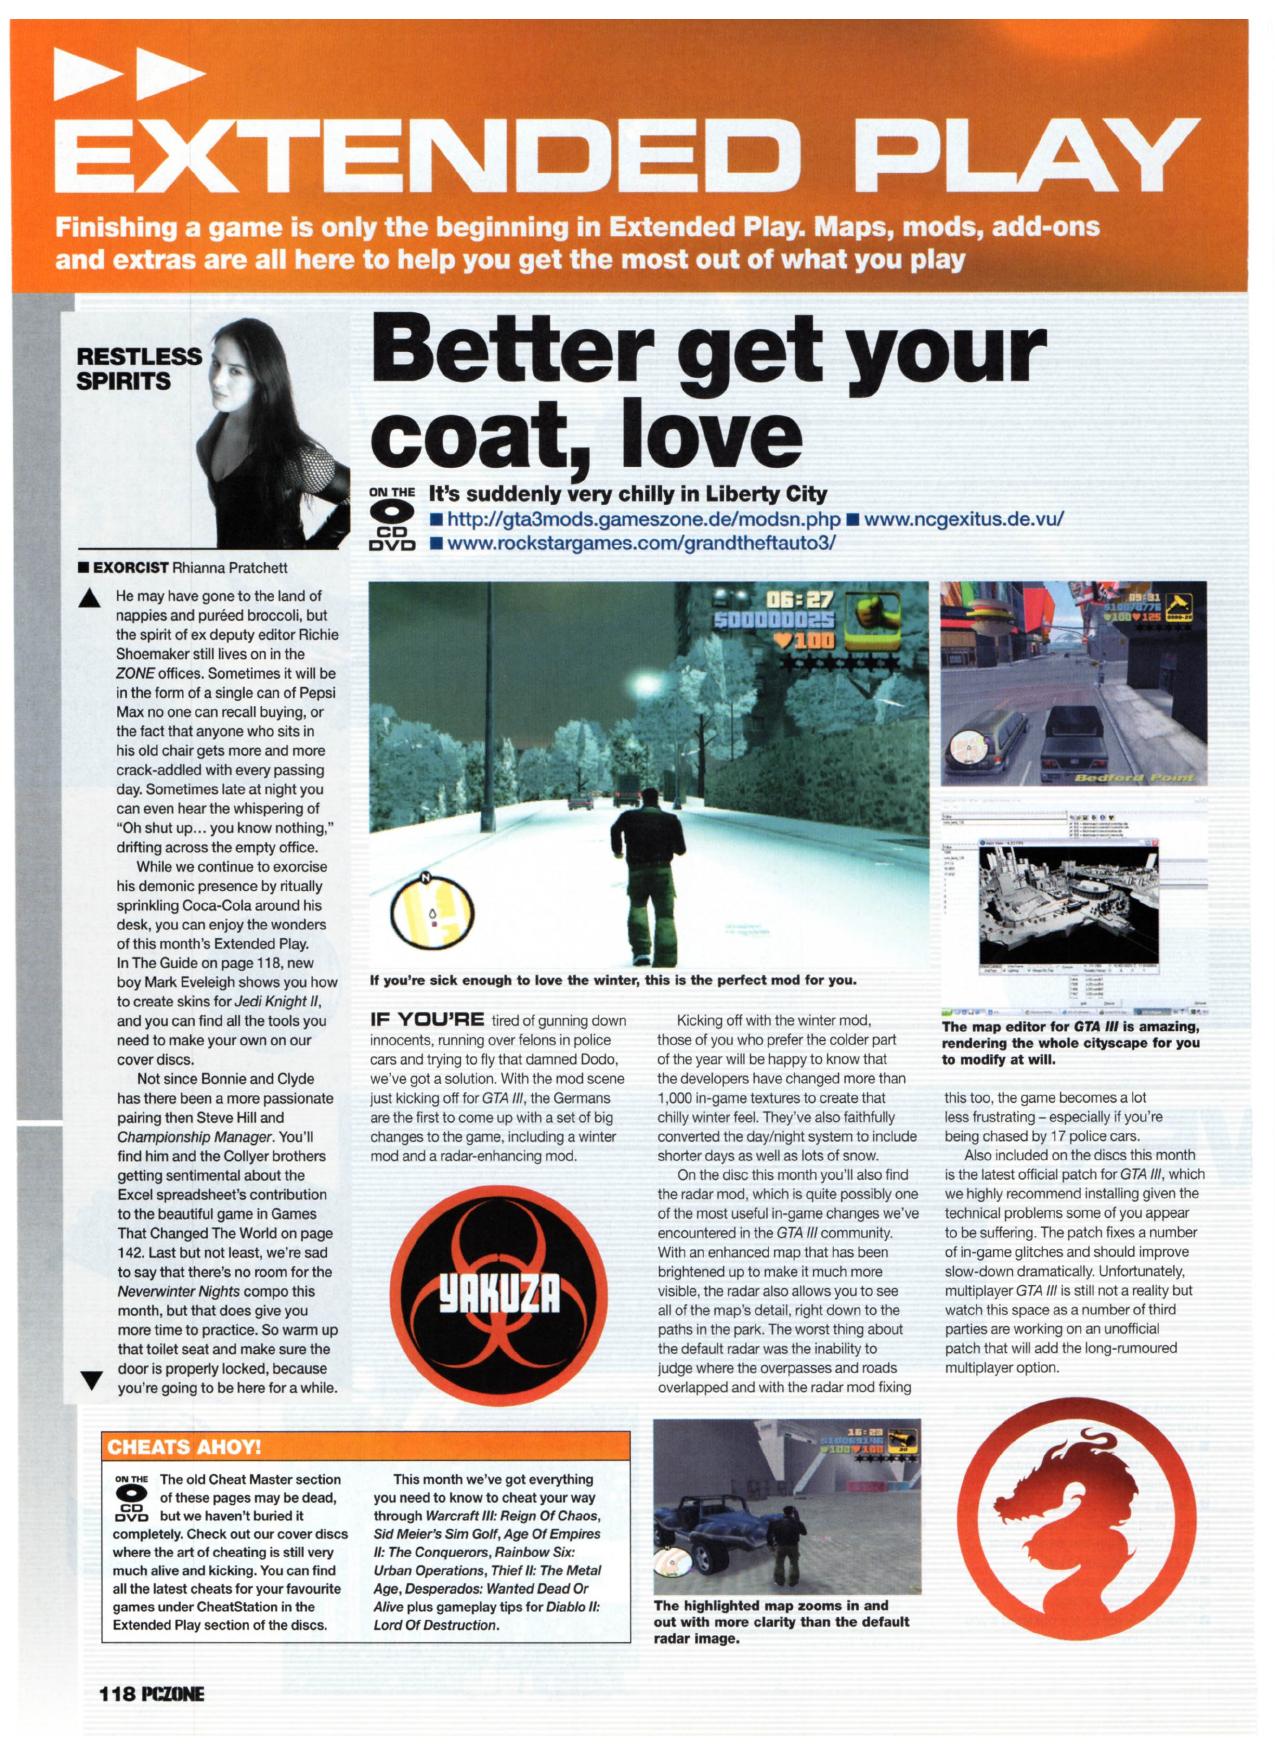 EXTENDED PLAY
Finishing a game is only the beginning in Extended Play. Maps, mods, add-ons
and extras are all here to help you get the most out of what you play
RESTLESS
SPIRITS
■ EXORCIST Rhianna Pratchett
He may have gone to the land of
nappies and puréed broccoli, but
the spirit of ex deputy editor Richie
Shoemaker still lives on in the
ZONE offices. Sometimes it will be
in the form of a single can of Pepsi
Max no one can recall buying, or
the fact that anyone who sits in
his old chair gets more and more
crack-addled with every passing
day. Sometimes late at night you
can even hear the whispering of
“Oh shut up... you know nothing,”
drifting across the empty office.
While we continue to exorcise
his demonic presence by ritually
sprinkling Coca-Cola around his
desk, you can enjoy the wonders
of this month's Extended Play.
In The Guide on page 118, new
boy Mark Eveleigh shows you how
to create skins for Jedi Knight II,
and you can find all the tools you
need to make your own on our
cover discs.
Not since Bonnie and Clyde
has there been a more passionate
pairing then Steve Hill and
Championship Manager. You'll
find him and the Collyer brothers
getting sentimental about the
Excel spreadsheet's contribution
to the beautiful game in Games
That Changed The World on page
142. Last but not least, we're sad
to say that there's no room for the
Neverwinter Nights compo this
month, but that does give you
more time to practice. So warm up
that toilet seat and make sure the
door is properly locked, because
you're going to be here for a while.
Better get your
coat, love
ON THE
CD
DVD
It's suddenly very chilly in Liberty City
■ http://gta3mods.gameszone.de/modsn.php ■ www.ncgexitus.de.vu/
■ www.rockstargames.com/grandtheftauto3/
06:27
$00000025
100
N
If you're sick enough to love the winter, this is the perfect mod for you.
09:31
$10070776
100 125
Bedford Point
The map editor for GTA III is amazing,
rendering the whole cityscape for you
to modify at will.
IF YOU'RE tired of gunning down
innocents, running over felons in police
cars and trying to fly that damned Dodo,
we've got a solution. With the mod scene
just kicking off for GTA III, the Germans
are the first to come up with a set of big
changes to the game, including a winter
mod and a radar-enhancing mod.
YAKUZA
Kicking off with the winter mod,
those of you who prefer the colder part
of the year will be happy to know that
the developers have changed more than
1,000 in-game textures to create that
chilly winter feel. They've also faithfully
converted the day/night system to include
shorter days as well as lots of snow.
On the disc this month you'll also find
the radar mod, which is quite possibly one
of the most useful in-game changes we've
encountered in the GTA III community.
With an enhanced map that has been
brightened up to make it much more
visible, the radar also allows you to see
all of the map's detail, right down to the
paths in the park. The worst thing about
the default radar was the inability to
judge where the overpasses and roads
overlapped and with the radar mod fixing
this too, the game becomes a lot
less frustrating – especially if you're
being chased by 17 police cars.
Also included on the discs this month
is the latest official patch for GTA III, which
we highly recommend installing given the
technical problems some of you appear
to be suffering. The patch fixes a number
of in-game glitches and should improve
slow-down dramatically. Unfortunately,
multiplayer GTA III is still not a reality but
watch this space as a number of third
parties are working on an unofficial
patch that will add the long-rumoured
multiplayer option.
16:23
100 100
The highlighted map zooms in and
out with more clarity than the default
radar image.
CHEATS AHOY!
ON THE
CD
DVD
The old Cheat Master section
of these pages may be dead,
but we haven't buried it
completely. Check out our cover discs
where the art of cheating is still very
much alive and kicking. You can find
all the latest cheats for your favourite
games under CheatStation in the
Extended Play section of the discs.
This month we've got everything
you need to know to cheat your way
through Warcraft III: Reign Of Chaos,
Sid Meier's Sim Golf, Age Of Empires
II: The Conquerors, Rainbow Six:
Urban Operations, Thief II: The Metal
Age, Desperados: Wanted Dead Or
Alive plus gameplay tips for Diablo II:
Lord Of Destruction.
118 PCZONE